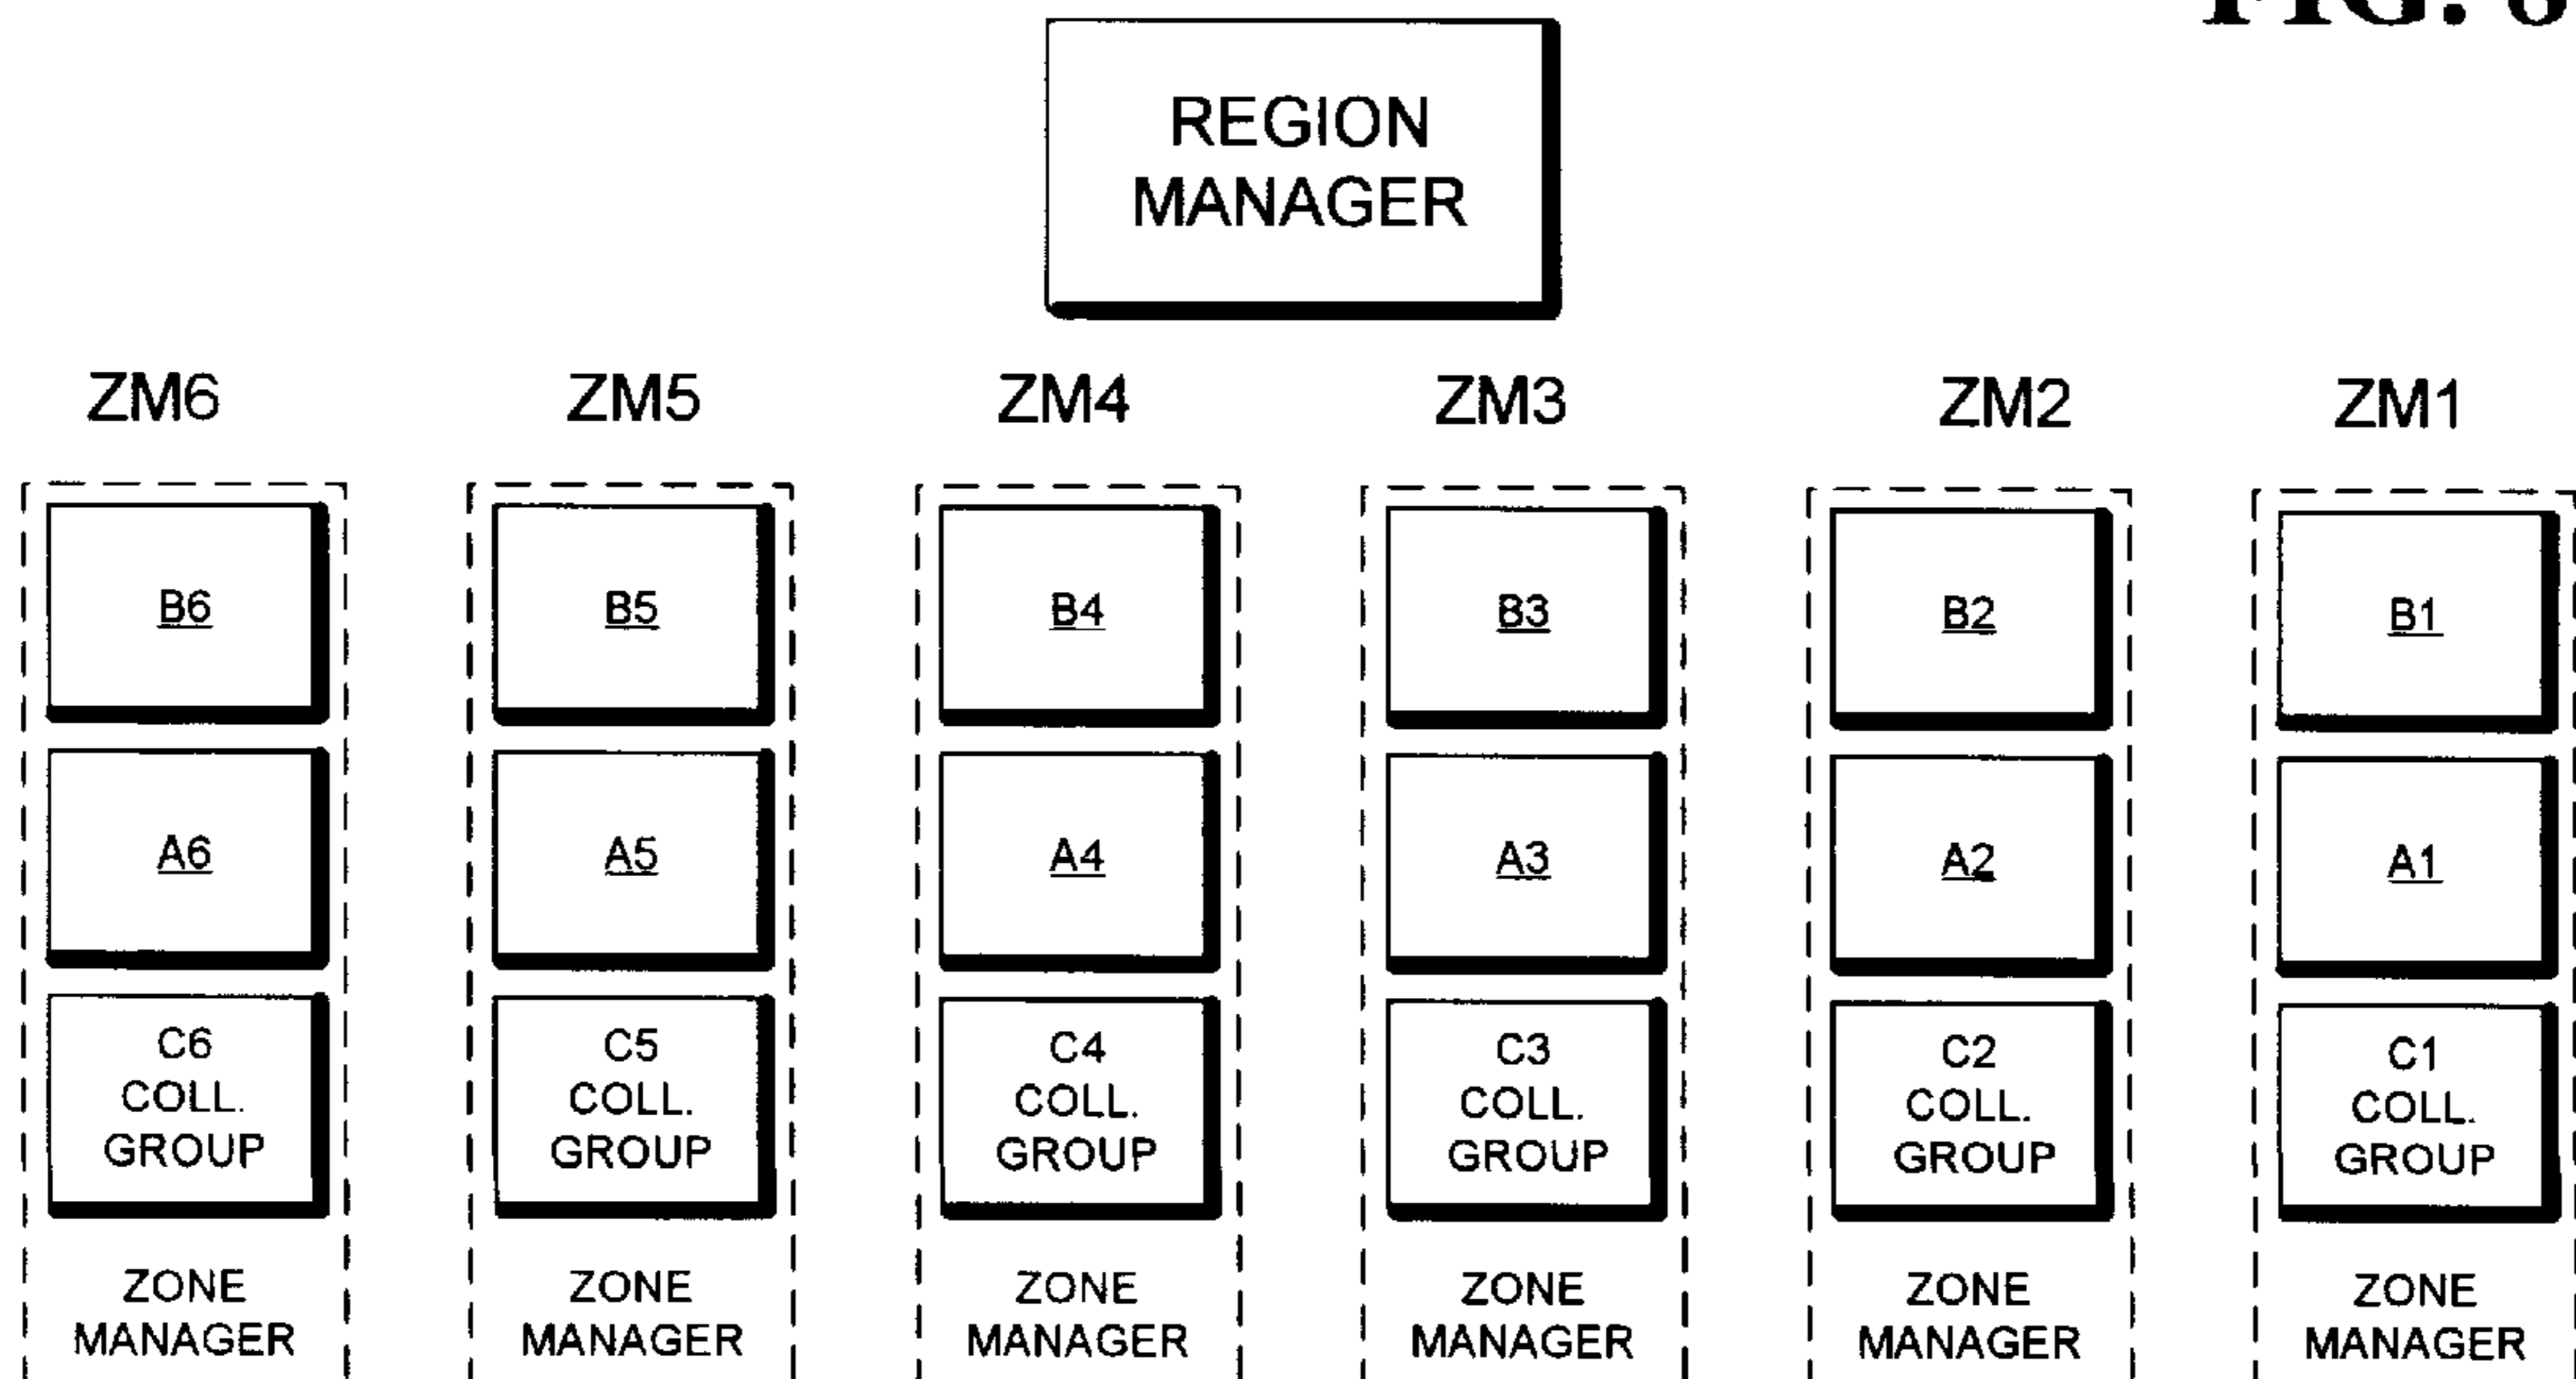 REGION
MANAGER
ZM6 ZM5 ZM4 ZM3 ZM2 ZM1
B6 B5 B4 B3 B2 B1
A6 A5 A4 A3 A2 A1
C6 C5 C4 C3 C2 C1
COLL. COLL. COLL. COLL. COLL. COLL.
GROUP GROUP GROUP GROUP GROUP GROUP
ZONE ZONE ZONE ZONE ZONE ZONE
MANAGER MANAGER MANAGER MANAGER MANAGER MANAGER